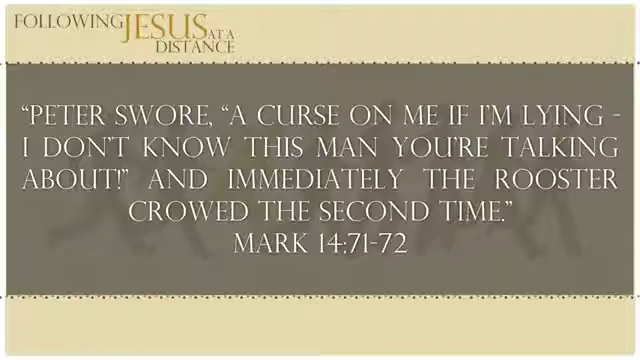 FOLLOWING JESUS AT A
DISTANCE
“PETER SWORE, “A CURSE ON ME IF I’M LYING -
I DON’T KNOW THIS MAN YOU’RE TALKING
ABOUT!” AND IMMEDIATELY THE ROOSTER
CROWED THE SECOND TIME.”
MARK 14:71-72